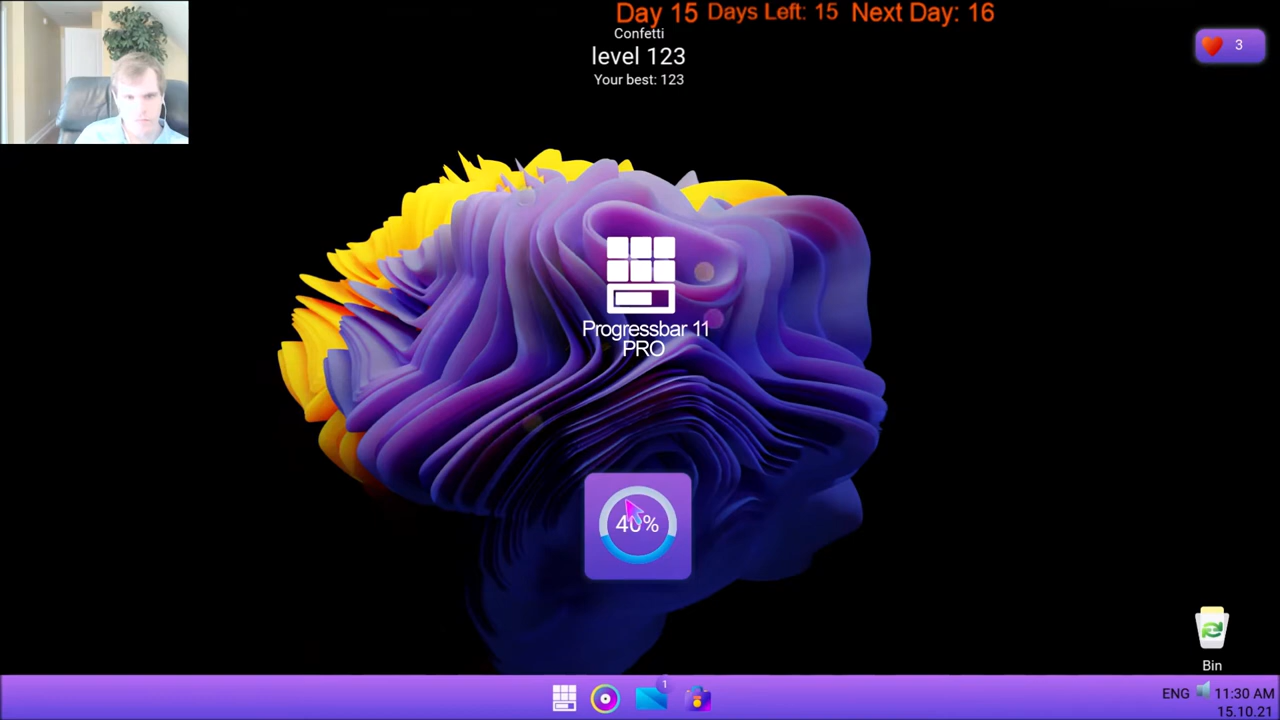 Day 15 Days Left: 15 Next Day: 16
Confetti
level 123
Your best: 123
3
Progressbar 11
PRO
40%
Bin
1
ENG 11:30 AM
15.10.21